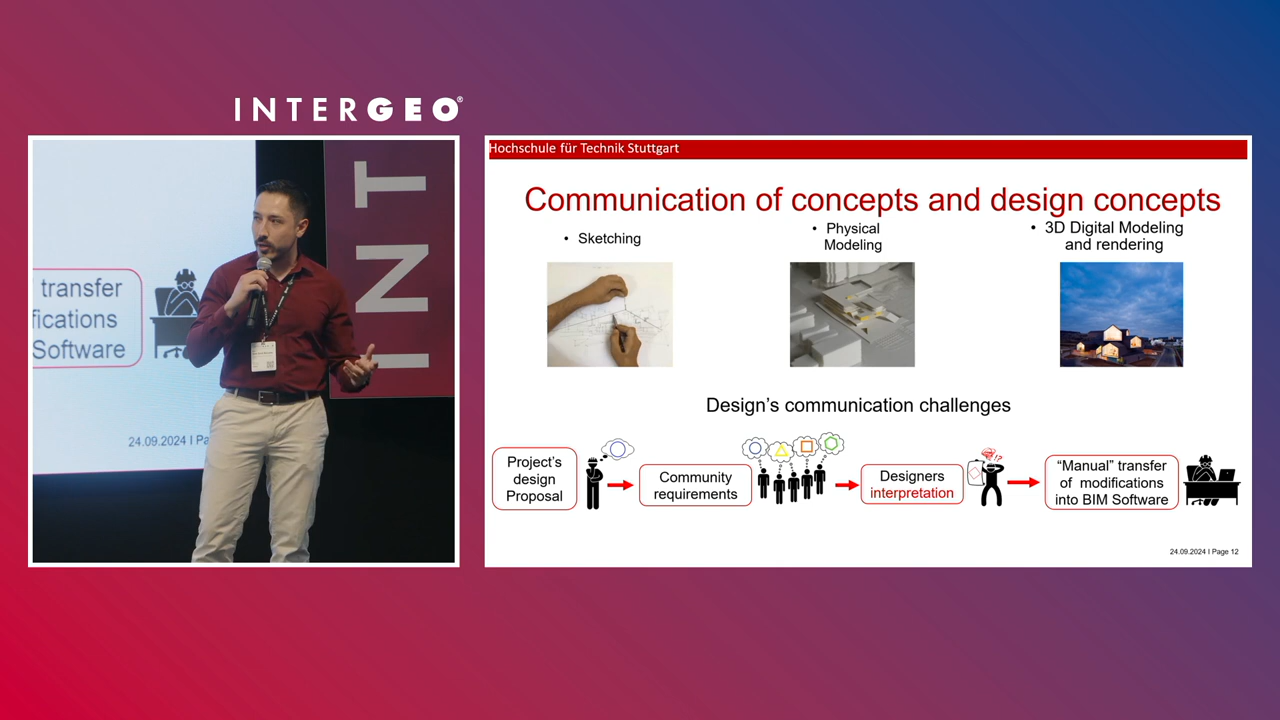 INTERGEO®
INT
transfer
fications
Software
24.09.2024 I Pa
Hochschule für Technik Stuttgart
Communication of concepts and design concepts
• Sketching
• Physical
Modeling
• 3D Digital Modeling
and rendering
Design's communication challenges
Project's
design
Proposal
Community
requirements
Designers
interpretation
!?
“Manual” transfer
of modifications
into BIM Software
24.09.2024 I Page 12